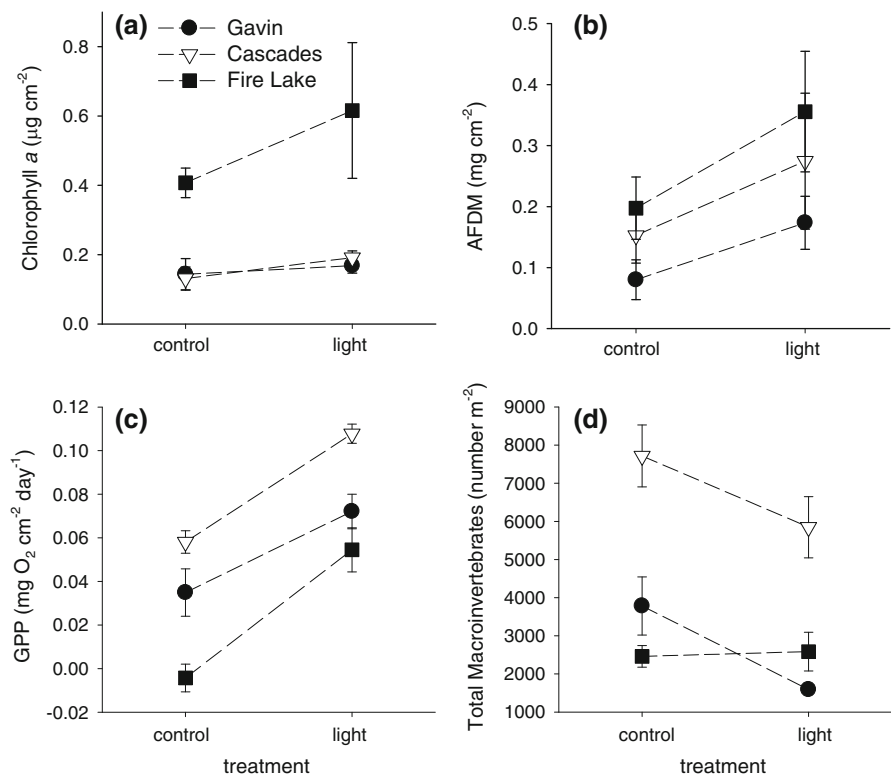 (a)
Gavin
Cascades
Fire Lake
Chlorophyll a (µg cm-2)
0.8
0.6
0.4
0.2
0.0
control
light
(b)
AFDM (mg cm-2)
0.5
0.4
0.3
0.2
0.1
0.0
control
light
(c)
GPP (mg O2 cm-2 day-1)
0.12
0.10
0.08
0.06
0.04
0.02
0.00
-0.02
control
light
treatment
(d)
Total Macroinvertebrates (number m-2)
9000
8000
7000
6000
5000
4000
3000
2000
1000
control
light
treatment